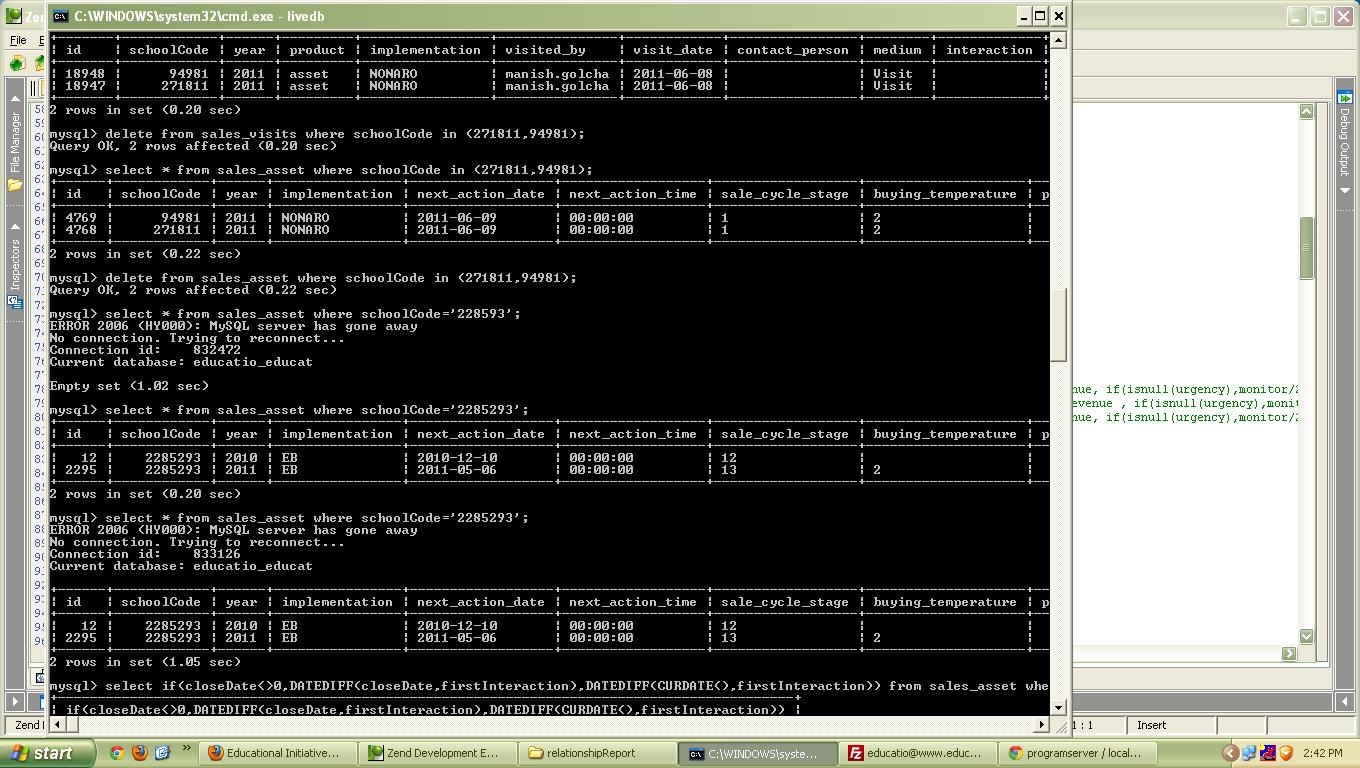 C:\WINDOWS\system32\cmd.exe - livedb
Zen
File
| id | schoolCode | year | product | implementation | visited_by | visit_date | contact_person | medium | interaction |
| 18948 | 94981 | 2011 | asset | NONARO | manish.golcha | 2011-06-08 | | Visit | |
| 18947 | 271811 | 2011 | asset | NONARO | manish.golcha | 2011-06-08 | | Visit | |
2 rows in set (0.20 sec)
mysql> delete from sales_visits where schoolCode in (271811,94981);
Query OK, 2 rows affected (0.20 sec)
mysql> select * from sales_asset where schoolCode in (271811,94981);
| id | schoolCode | year | implementation | next_action_date | next_action_time | sale_cycle_stage | buying_temperature | p
| 4769 | 94981 | 2011 | NONARO | 2011-06-09 | 00:00:00 | 1 | 2 |
| 4768 | 271811 | 2011 | NONARO | 2011-06-09 | 00:00:00 | 1 | 2 |
2 rows in set (0.22 sec)
mysql> delete from sales_asset where schoolCode in (271811,94981);
Query OK, 2 rows affected (0.22 sec)
mysql> select * from sales_asset where schoolCode='228593';
ERROR 2006 (HY000): MySQL server has gone away
No connection. Trying to reconnect...
Connection id:    832472
Current database: educatio_educat
Empty set (1.02 sec)
mysql> select * from sales_asset where schoolCode='2285293';
| id | schoolCode | year | implementation | next_action_date | next_action_time | sale_cycle_stage | buying_temperature | p
| 12 | 2285293 | 2010 | EB | 2010-12-10 | 00:00:00 | 12 | |
| 2295 | 2285293 | 2011 | EB | 2011-05-06 | 00:00:00 | 13 | 2 |
2 rows in set (0.20 sec)
mysql> select * from sales_asset where schoolCode='2285293';
ERROR 2006 (HY000): MySQL server has gone away
No connection. Trying to reconnect...
Connection id:    833126
Current database: educatio_educat
| id | schoolCode | year | implementation | next_action_date | next_action_time | sale_cycle_stage | buying_temperature | p
| 12 | 2285293 | 2010 | EB | 2010-12-10 | 00:00:00 | 12 | |
| 2295 | 2285293 | 2011 | EB | 2011-05-06 | 00:00:00 | 13 | 2 |
2 rows in set (1.05 sec)
mysql> select if(closeDate<>0,DATEDIFF(closeDate,firstInteraction),DATEDIFF(CURDATE(),firstInteraction)) from sales_asset whe
| if(closeDate<>0,DATEDIFF(closeDate,firstInteraction),DATEDIFF(CURDATE(),firstInteraction)) |
File Manager
Inspectors
Debug Output
nue, if(isnull(urgency),monitor/2
evenue , if(isnull(urgency),monit
nue, if(isnull(urgency),monitor/2
Zend
1 : 1
Insert
start
Educational Initiative...
Zend Development E...
relationshipReport
C:\WINDOWS\syste...
educatio@www.educ...
programserver / local...
2:42 PM